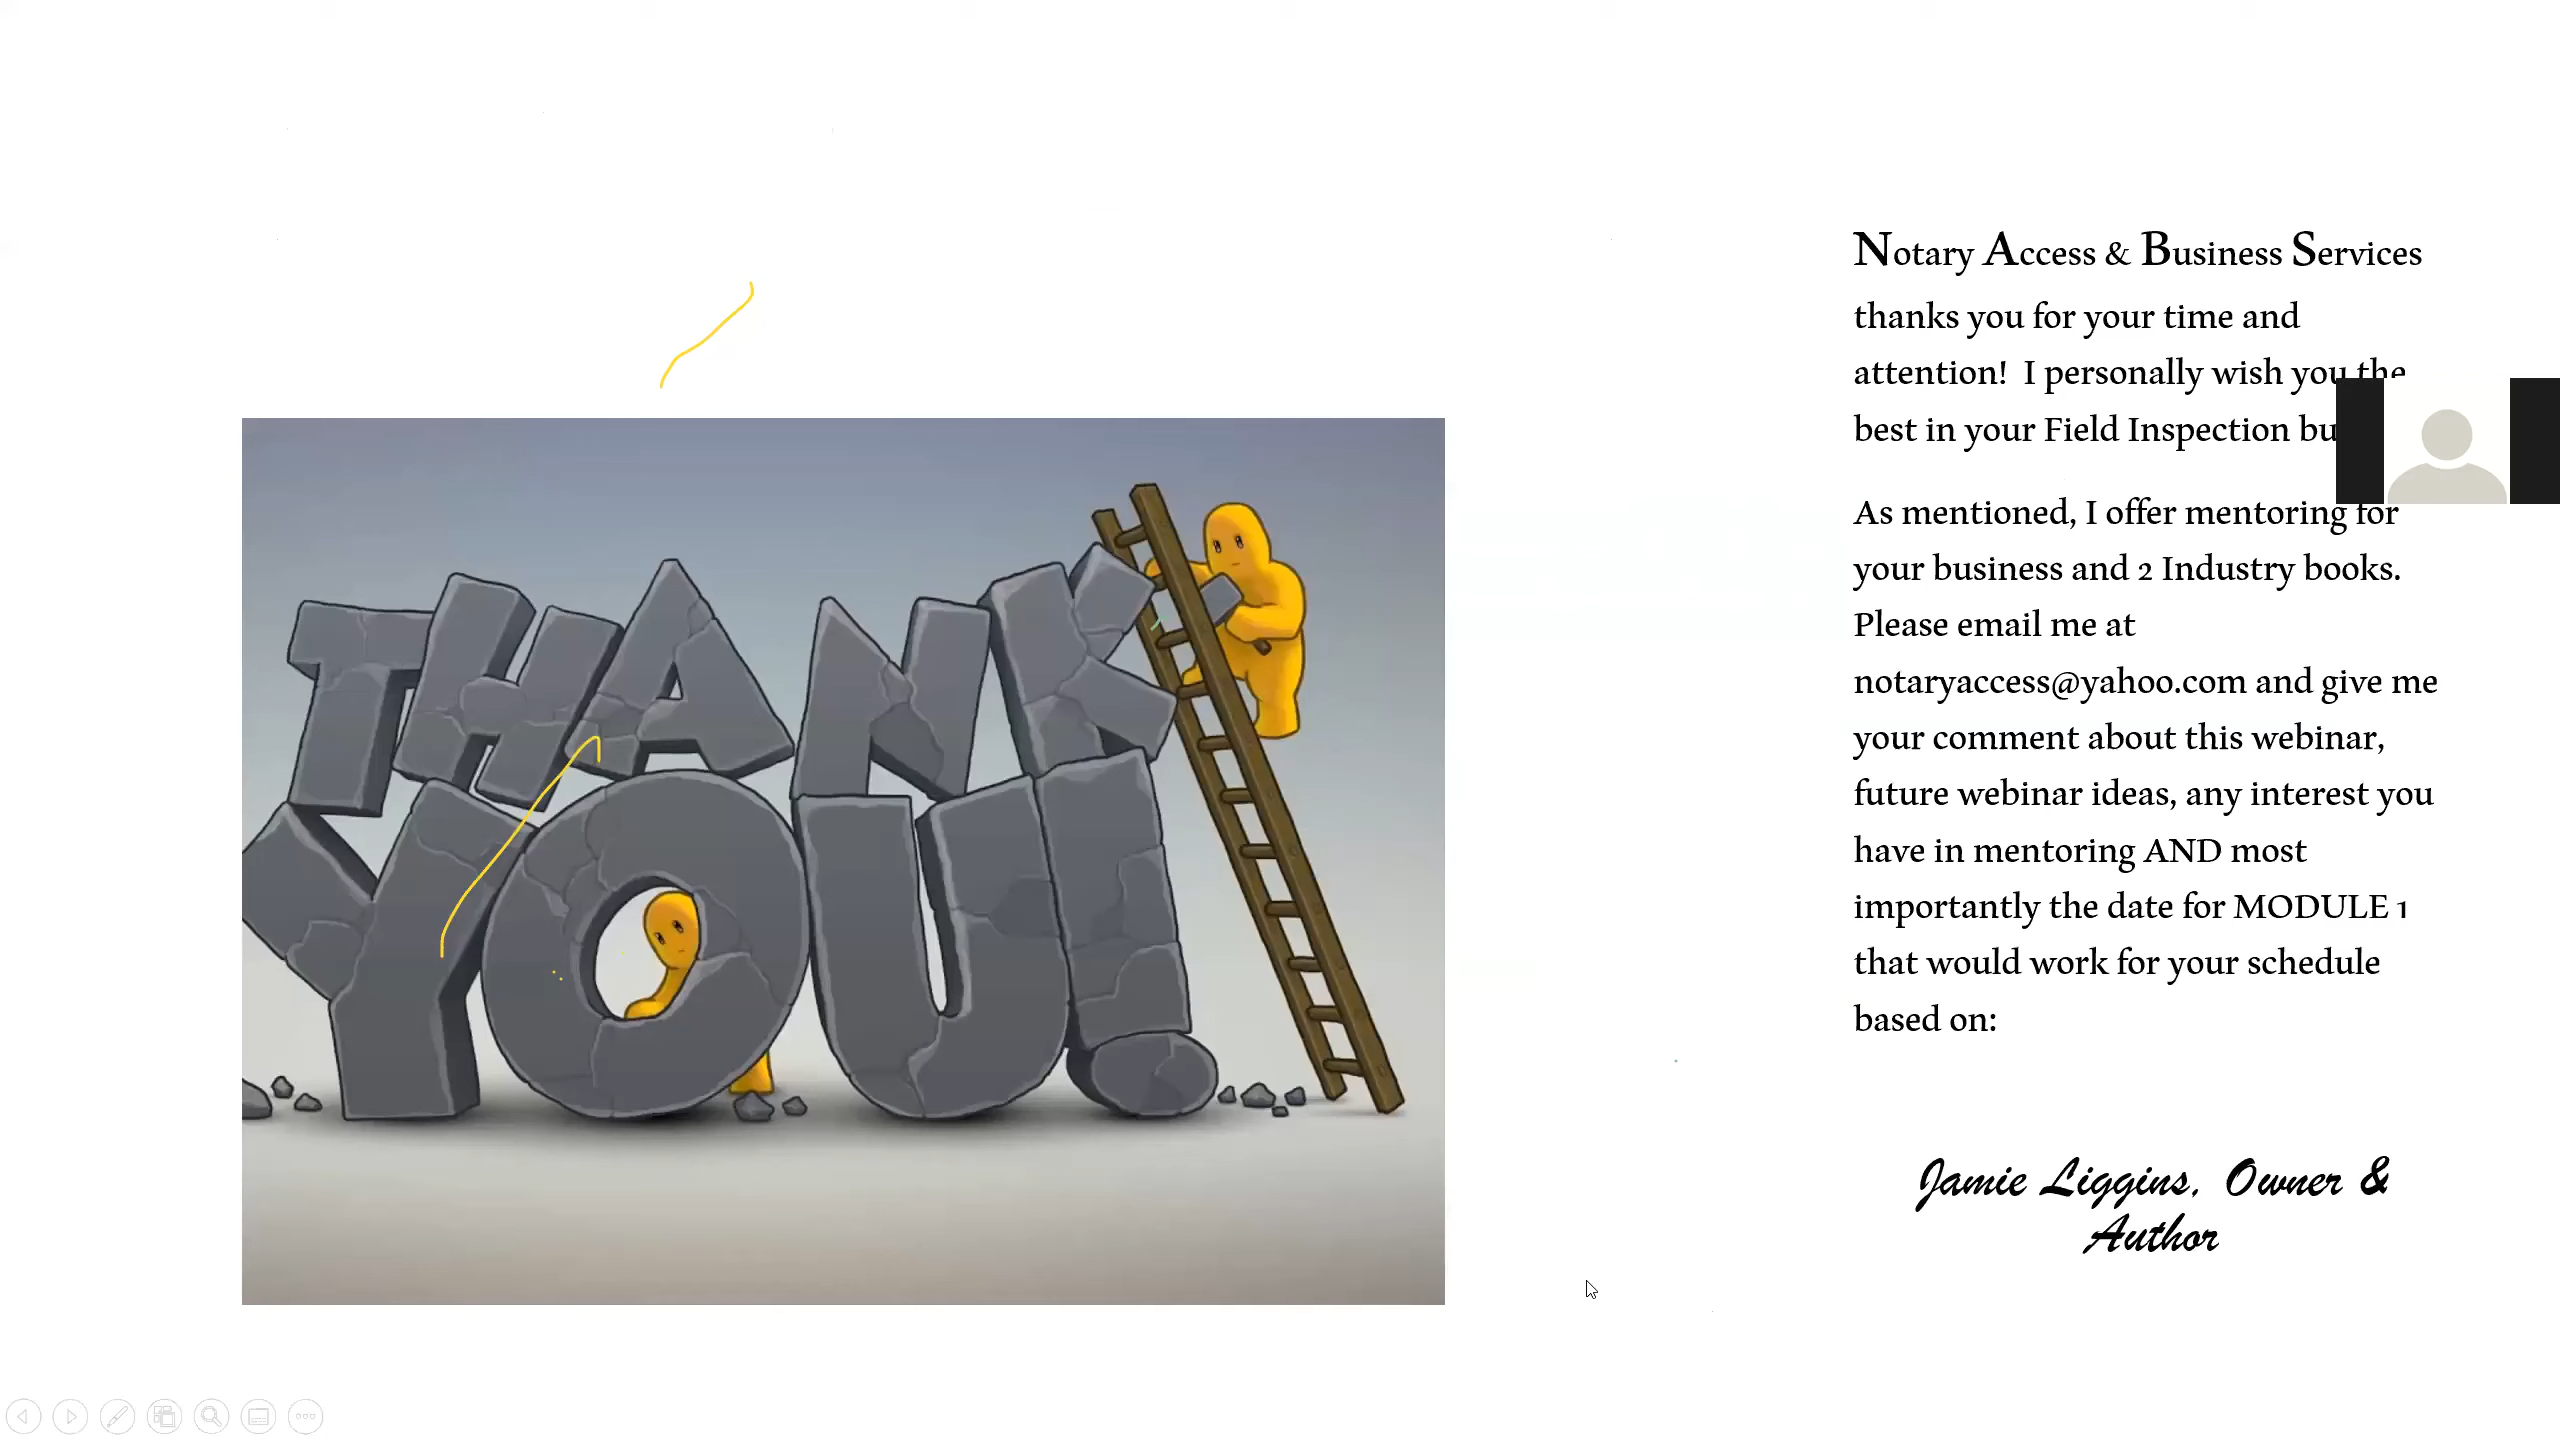 THANK
YOU!
Notary Access & Business Services
thanks you for your time and
attention! I personally wish you the
best in your Field Inspection
As mentioned, I offer mentoring for
your business and 2 Industry books.
Please email me at
notaryaccess@yahoo.com and give me
your comment about this webinar,
future webinar ideas, any interest you
have in mentoring AND most
importantly the date for MODULE 1
that would work for your schedule
based on:
Jamie Liggins, Owner &
Author